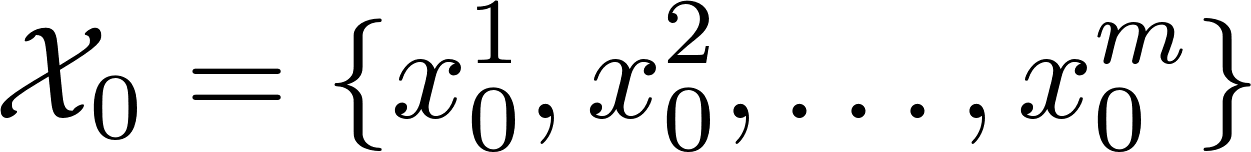 𝒳₀ = {x₀¹, x₀², . . . , x₀ᵐ}